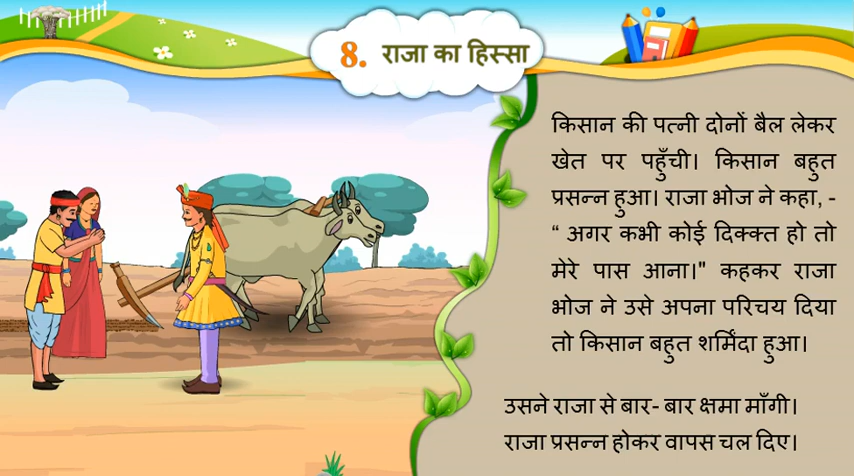 8. राजा का हिस्सा
किसान की पत्नी दोनों बैल लेकर
खेत पर पहुँची। किसान बहुत
प्रसन्न हुआ। राजा भोज ने कहा, -
“ अगर कभी कोई दिक्क्त हो तो
मेरे पास आना।" कहकर राजा
भोज ने उसे अपना परिचय दिया
तो किसान बहुत शर्मिंदा हुआ।
उसने राजा से बार- बार क्षमा माँगी।
राजा प्रसन्न होकर वापस चल दिए।